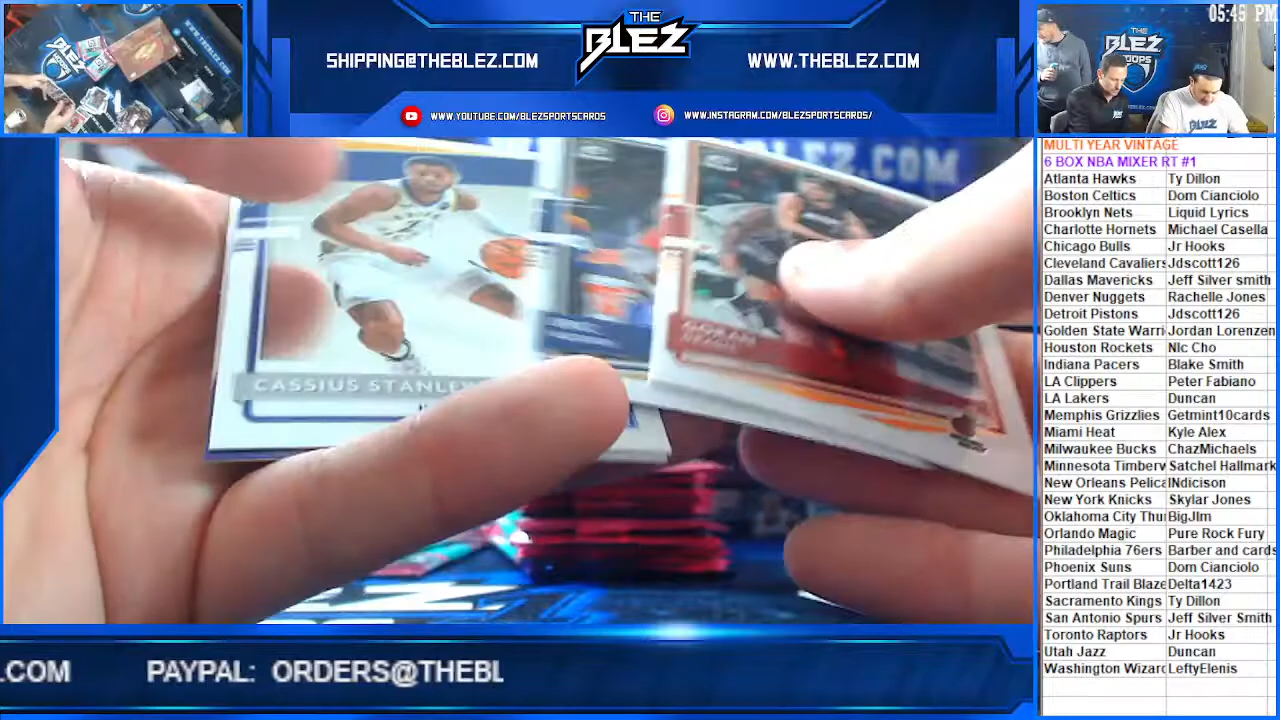 05:45 PM
THE
BLEZ
SHIPPING@THEBLEZ.COM
WWW.THEBLEZ.COM
WWW.YOUTUBE.COM/BLEZSPORTSCARDS
WWW.INSTAGRAM.COM/BLEZSPORTSCARDS/
THE
BLEZ
BLEZ
Z.COM
CASSIUS STANLEY
GORAN
MULTI YEAR VINTAGE
6 BOX NBA MIXER RT #1
Atlanta Hawks Ty Dillon
Boston Celtics Dom Cianciolo
Brooklyn Nets Liquid Lyrics
Charlotte Hornets Michael Casella
Chicago Bulls Jr Hooks
Cleveland Cavaliers Jdscott126
Dallas Mavericks Jeff Silver smith
Denver Nuggets Rachelle Jones
Detroit Pistons Jdscott126
Golden State Warri Jordan Lorenzen
Houston Rockets NIc Cho
Indiana Pacers Blake Smith
LA Clippers Peter Fabiano
LA Lakers Duncan
Memphis Grizzlies Getmint10cards
Miami Heat Kyle Alex
Milwaukee Bucks ChazMichaels
Minnesota Timberw Satchel Hallmark
New Orleans Pelica INdicison
New York Knicks Skylar Jones
Oklahoma City Thu BigJIm
Orlando Magic Pure Rock Fury
Philadelphia 76ers Barber and cards
Phoenix Suns Dom Cianciolo
Portland Trail Blaze Delta1423
Sacramento Kings Ty Dillon
San Antonio Spurs Jeff Silver Smith
Toronto Raptors Jr Hooks
Utah Jazz Duncan
Washington Wizard LeftyElenis
.COM PAYPAL: ORDERS@THEBL